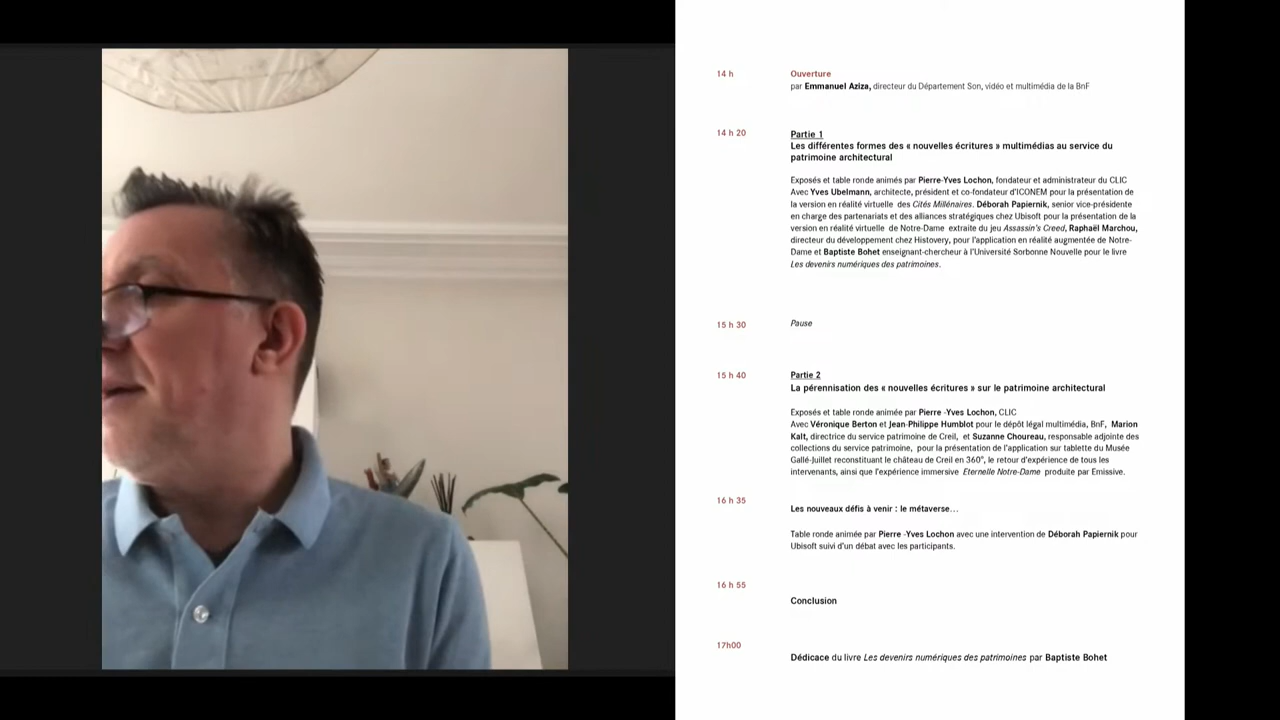 14 h
Ouverture
par Emmanuel Aziza, directeur du Département Son, vidéo et multimédia de la BnF
14 h 20
Partie 1
Les différentes formes des « nouvelles écritures » multimédias au service du
patrimoine architectural
Exposés et table ronde animés par Pierre-Yves Lochon, fondateur et administrateur du CLIC
Avec Yves Ubelmann, architecte, président et co-fondateur d'ICONEM pour la présentation de
la version en réalité virtuelle des Cités Millénaires. Déborah Papiernik, senior vice-présidente
en charge des partenariats et des alliances stratégiques chez Ubisoft pour la présentation de la
version en réalité virtuelle de Notre-Dame extraite du jeu Assassin's Creed, Raphaël Marchou,
directeur du développement chez Histovery, pour l'application en réalité augmentée de Notre-
Dame et Baptiste Bohet enseignant-chercheur à l'Université Sorbonne Nouvelle pour le livre
Les devenirs numériques des patrimoines.
15 h 30
Pause
15 h 40
Partie 2
La pérennisation des « nouvelles écritures » sur le patrimoine architectural
Exposés et table ronde animée par Pierre -Yves Lochon, CLIC
Avec Véronique Berton et Jean-Philippe Humblot pour le dépôt légal multimédia, BnF, Marion
Kalt, directrice du service patrimoine de Creil, et Suzanne Choureau, responsable adjointe des
collections du service patrimoine, pour la présentation de l'application sur tablette du Musée
Gallé-Juillet reconstituant le château de Creil en 360°, le retour d'expérience de tous les
intervenants, ainsi que l'expérience immersive Eternelle Notre-Dame produite par Emissive.
16 h 35
Les nouveaux défis à venir : le métaverse…
Table ronde animée par Pierre -Yves Lochon avec une intervention de Déborah Papiernik pour
Ubisoft suivi d'un débat avec les participants.
16 h 55
Conclusion
17h00
Dédicace du livre Les devenirs numériques des patrimoines par Baptiste Bohet